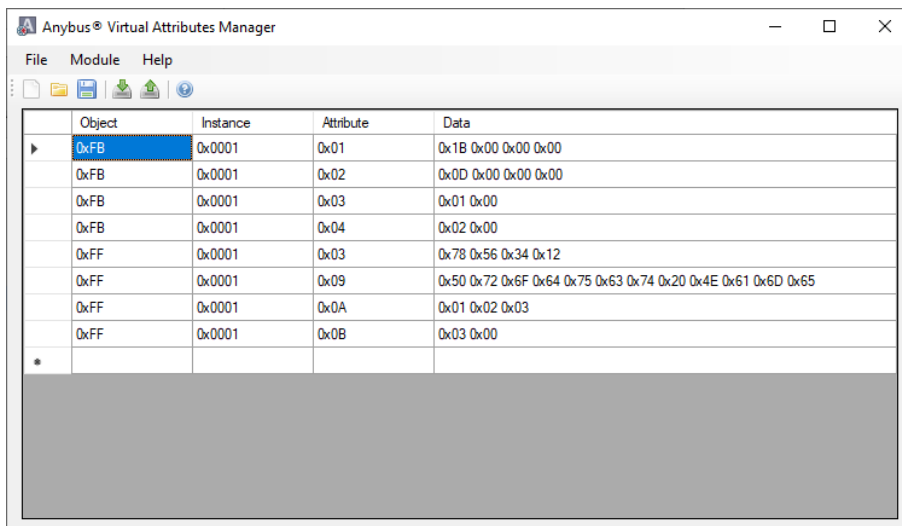 Anybus® Virtual Attributes Manager
File Module Help
Object Instance Attribute Data
0xFB 0x0001 0x01 0x1B 0x00 0x00 0x00
0xFB 0x0001 0x02 0x0D 0x00 0x00 0x00
0xFB 0x0001 0x03 0x01 0x00
0xFB 0x0001 0x04 0x02 0x00
0xFF 0x0001 0x03 0x78 0x56 0x34 0x12
0xFF 0x0001 0x09 0x50 0x72 0x6F 0x64 0x75 0x63 0x74 0x20 0x4E 0x61 0x6D 0x65
0xFF 0x0001 0x0A 0x01 0x02 0x03
0xFF 0x0001 0x0B 0x03 0x00